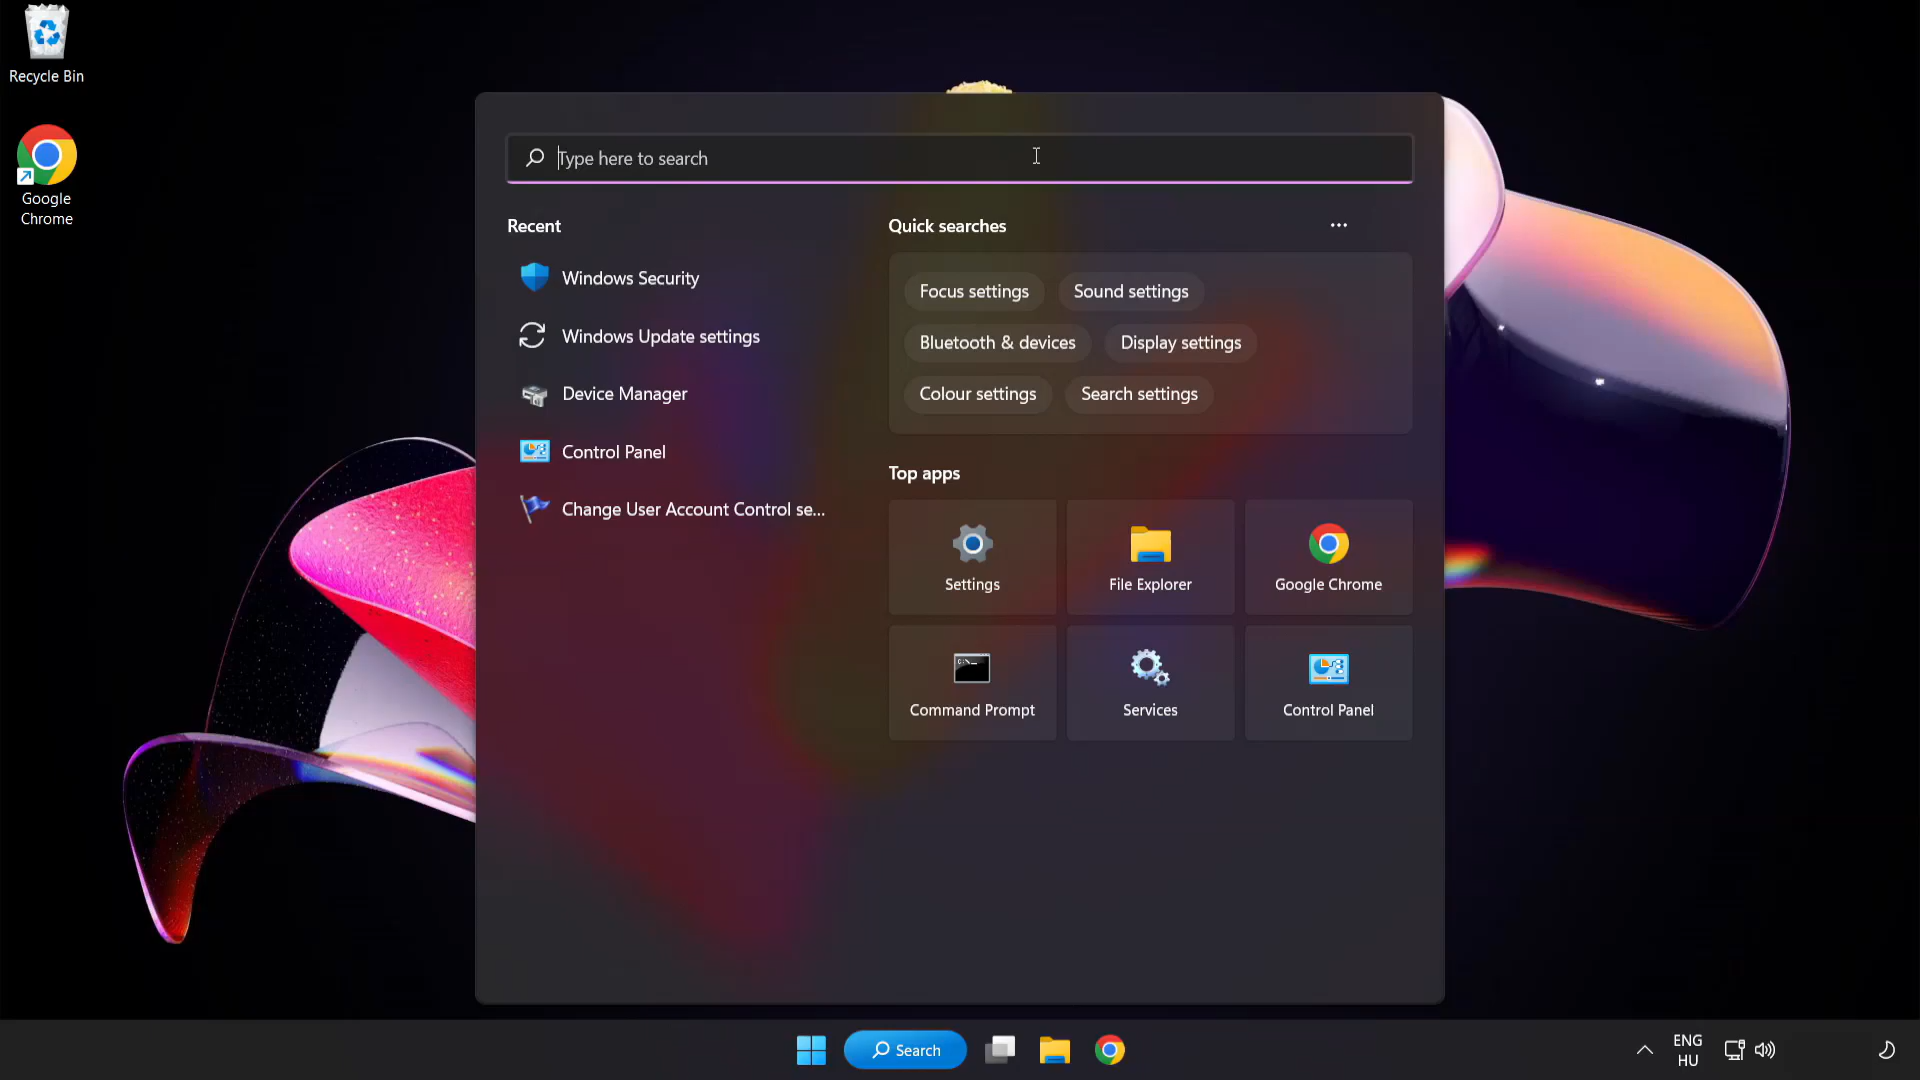 Recycle Bin
Google
Chrome
Type here to search
Recent
Windows Security
Windows Update settings
Device Manager
Control Panel
Change User Account Control se...
Quick searches
Focus settings
Sound settings
Bluetooth & devices
Display settings
Colour settings
Search settings
Top apps
Settings
File Explorer
Google Chrome
Command Prompt
Services
Control Panel
Search
ENG
HU